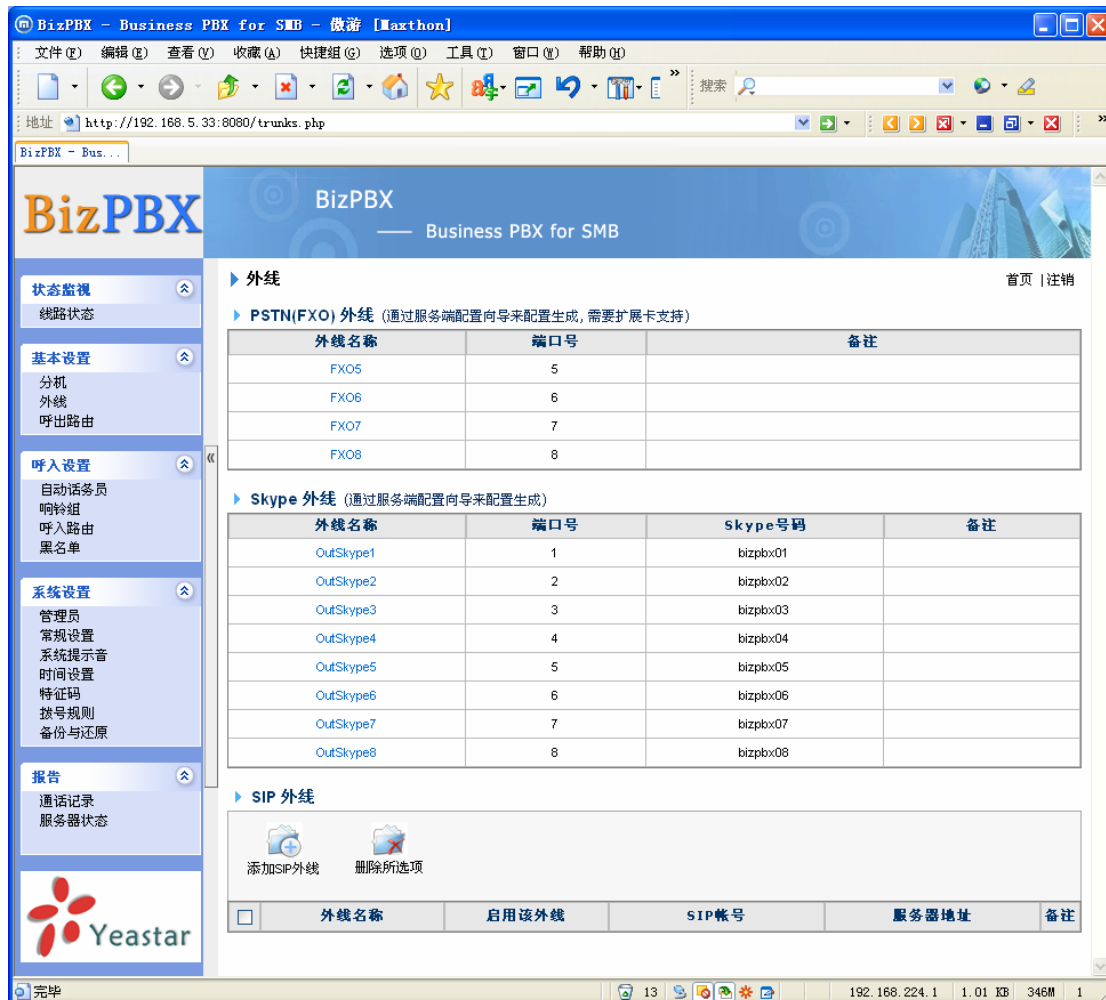 BizPBX - Business PBX for SMB - 傲游 [Maxthon]
文件(F) 编辑(E) 查看(V) 收藏(A) 快捷组(G) 选项(O) 工具(T) 窗口(W) 帮助(H)
搜索
地址 http://192.168.5.33:8080/trunks.php
BizPBX - Bus...
BizPBX
BizPBX
—— Business PBX for SMB
状态监视
线路状态
基本设置
分机
外线
呼出路由
呼入设置
自动话务员
响铃组
呼入路由
黑名单
系统设置
管理员
常规设置
系统提示音
时间设置
特征码
拨号规则
备份与还原
报告
通话记录
服务器状态
Yeastar
外线
首页 |注销
PSTN(FXO) 外线 (通过服务端配置向导来配置生成,需要扩展卡支持)
外线名称 端口号 备注
FXO5 5
FXO6 6
FXO7 7
FXO8 8
Skype 外线 (通过服务端配置向导来配置生成)
外线名称 端口号 Skype号码 备注
OutSkype1 1 bizpbx01
OutSkype2 2 bizpbx02
OutSkype3 3 bizpbx03
OutSkype4 4 bizpbx04
OutSkype5 5 bizpbx05
OutSkype6 6 bizpbx06
OutSkype7 7 bizpbx07
OutSkype8 8 bizpbx08
SIP 外线
添加SIP外线 删除所选项
外线名称 启用该外线 SIP帐号 服务器地址 备注
完毕 13 192.168.224.1 1.01 KB 346M 1